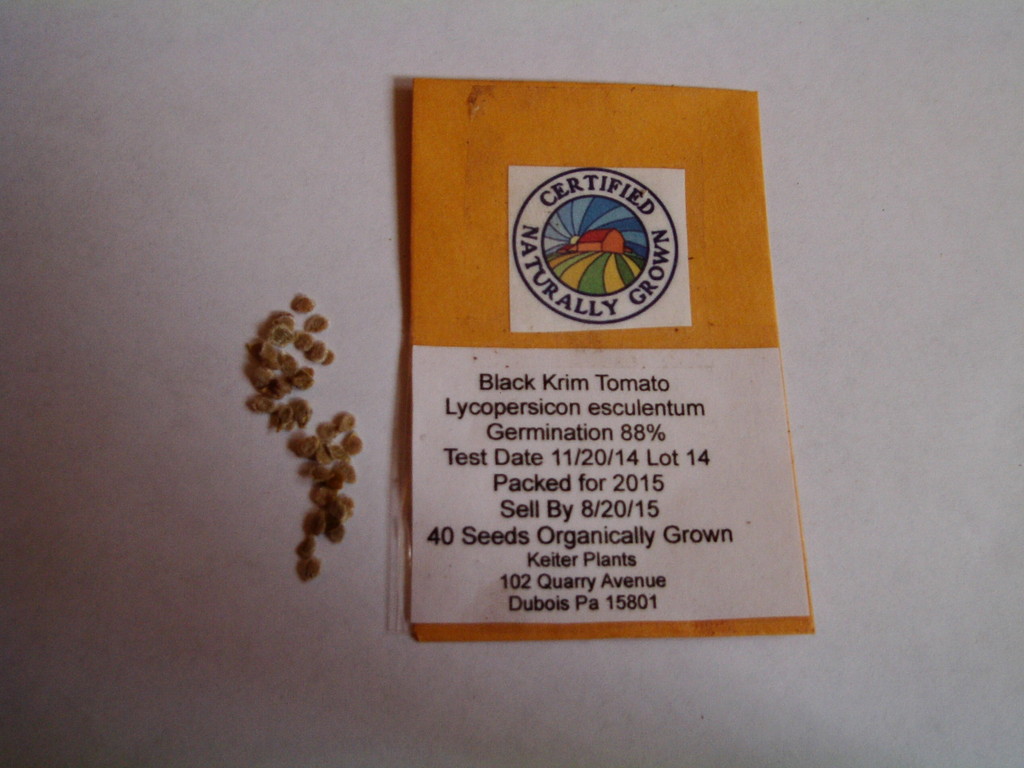 CERTIFIED
NATURALLY GROWN
Black Krim Tomato
Lycopersicon esculentum
Germination 88%
Test Date 11/20/14 Lot 14
Packed for 2015
Sell By 8/20/15
40 Seeds Organically Grown
Keiter Plants
102 Quarry Avenue
Dubois Pa 15801